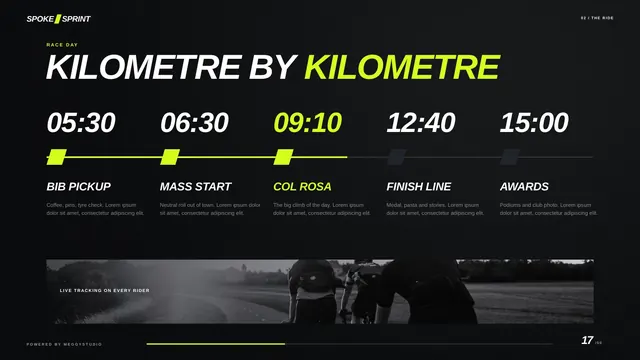 SPOKE SPRINT
02 / THE RIDE
RACE DAY
KILOMETRE BY KILOMETRE
05:30
06:30
09:10
12:40
15:00
BIB PICKUP
MASS START
COL ROSA
FINISH LINE
AWARDS
Coffee, pins, tyre check. Lorem ipsum
dolor sit amet, consectetur adipiscing elit.
Neutral roll out of town. Lorem ipsum dolor
sit amet, consectetur adipiscing elit.
The big climb of the day. Lorem ipsum
dolor sit amet, consectetur adipiscing elit.
Medal, pasta and stories. Lorem ipsum
dolor sit amet, consectetur adipiscing elit.
Podiums and club photo. Lorem ipsum
dolor sit amet, consectetur adipiscing elit.
LIVE TRACKING ON EVERY RIDER
POWERED BY MEGGYSTUDIO
17